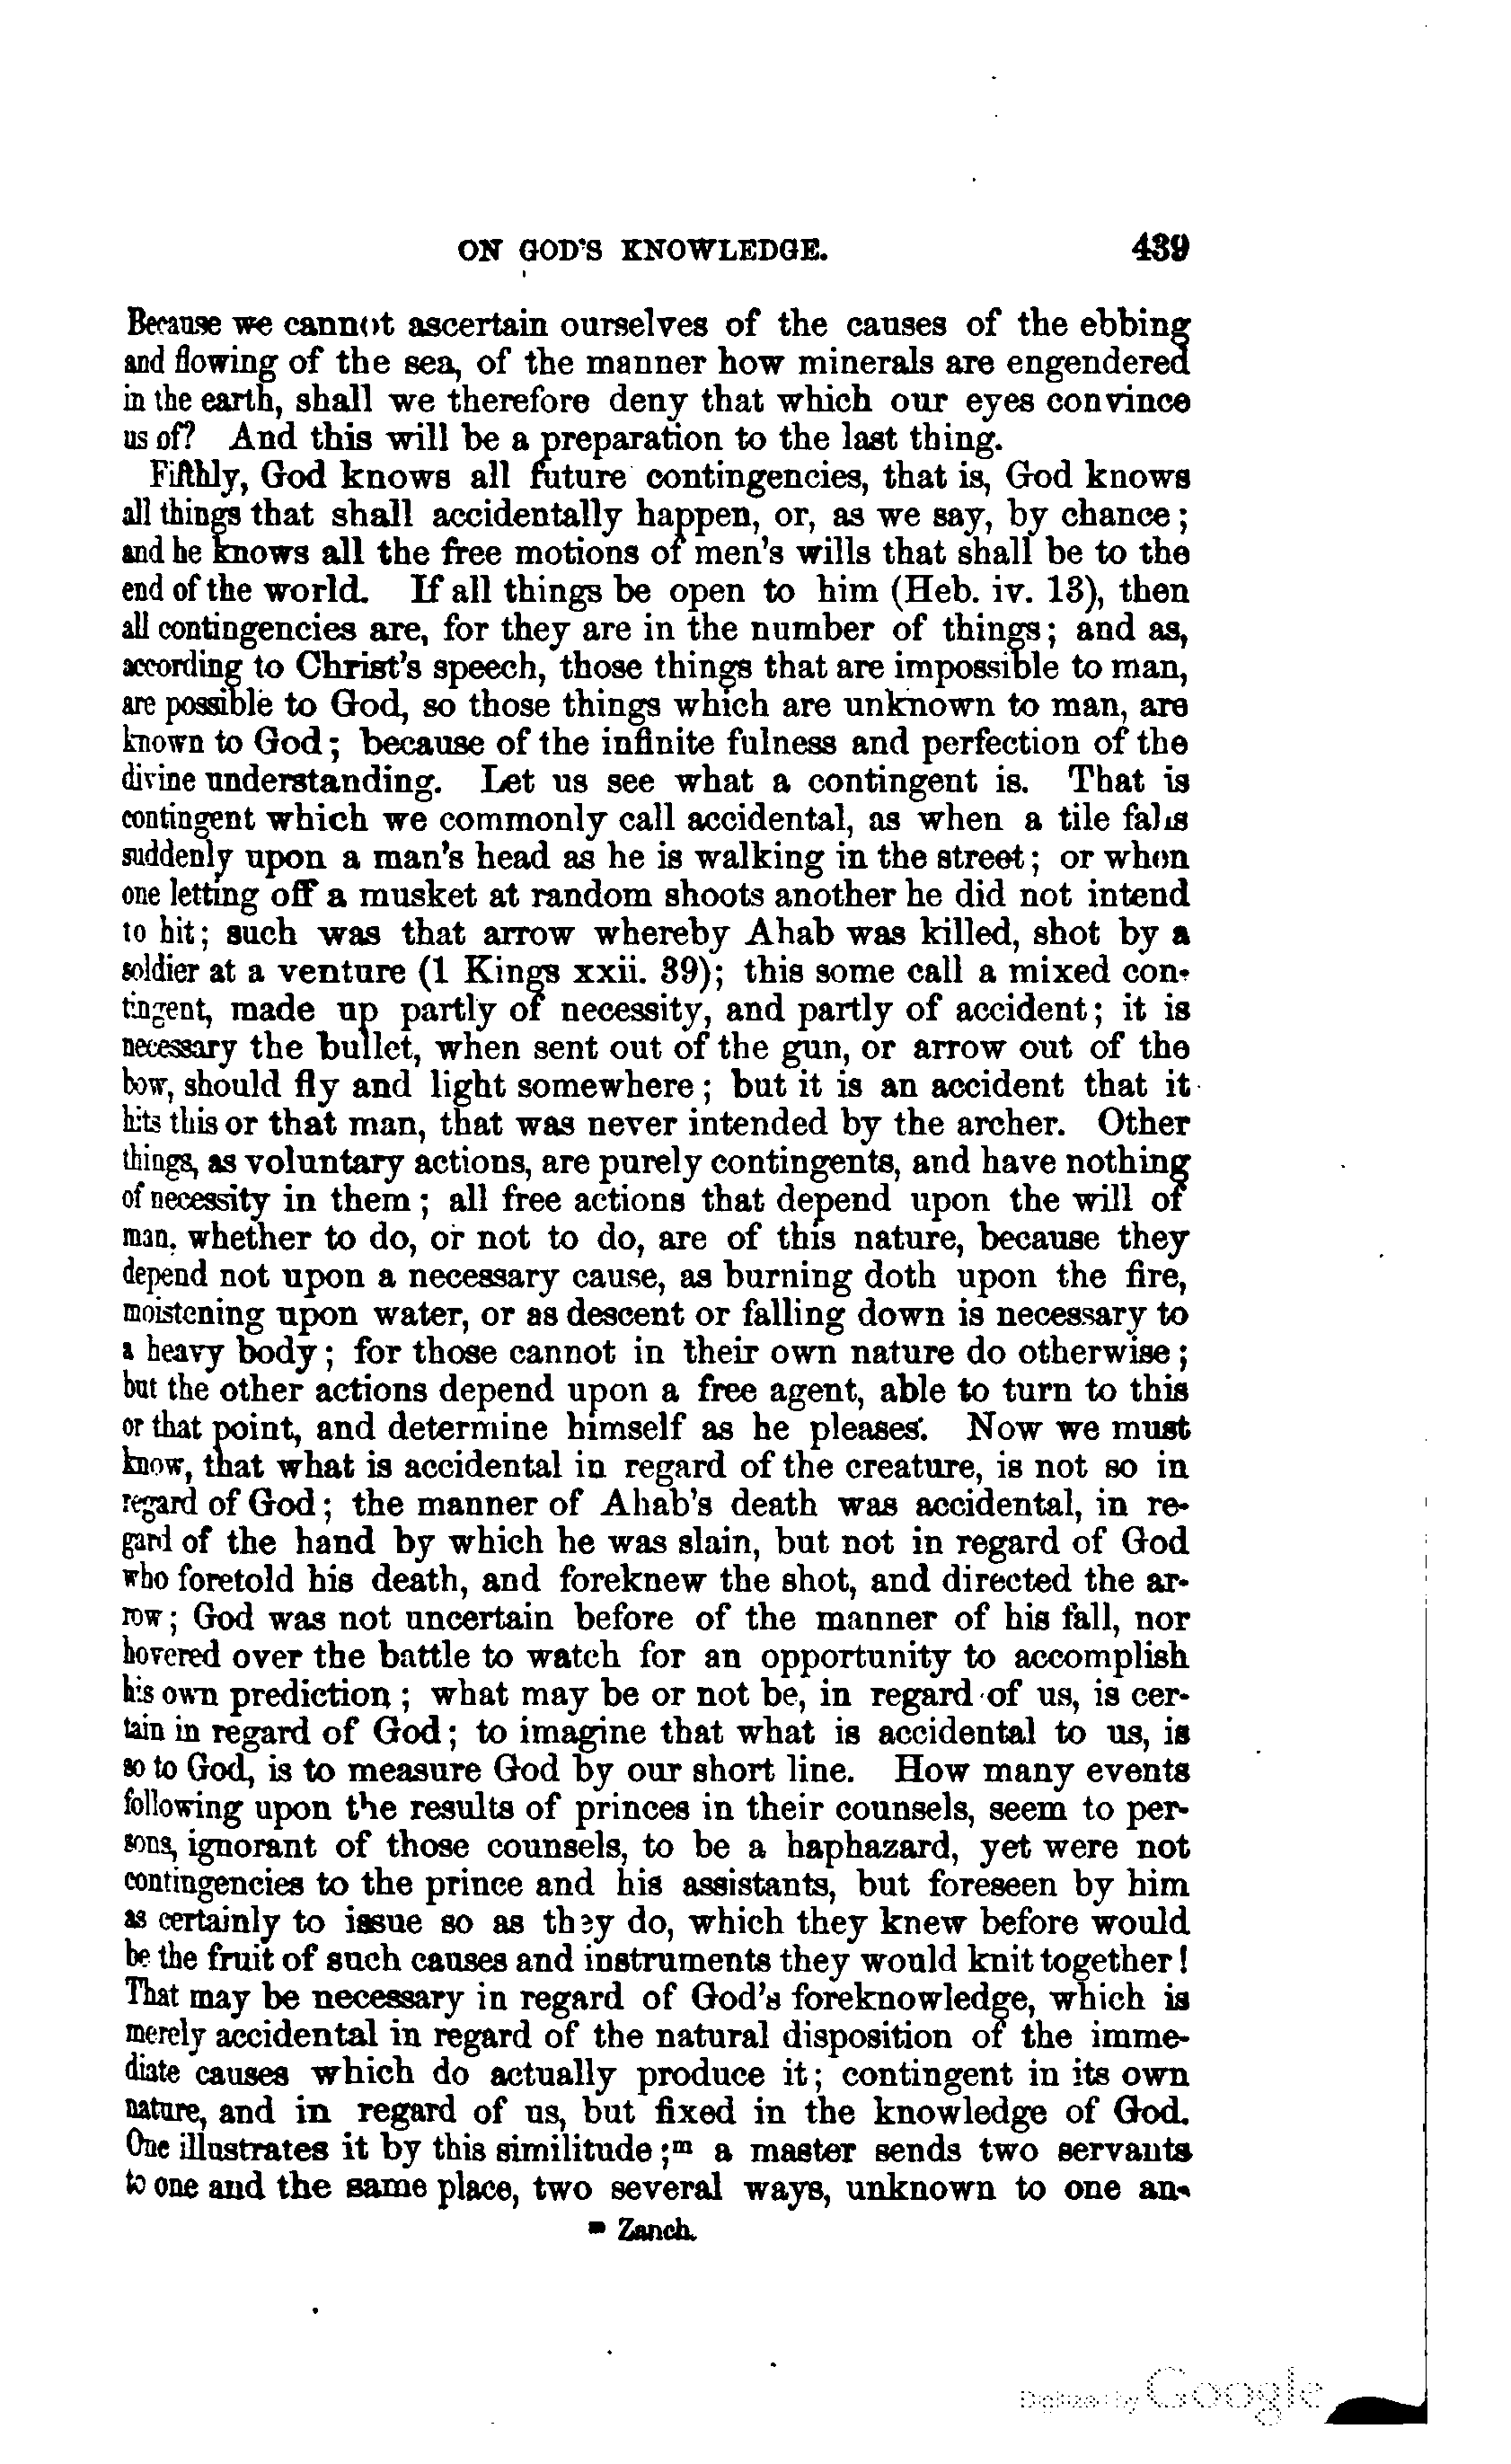 ON GOD'S KNOWLEDGE. 439
Because we cannot ascertain ourselves of the causes of the ebbing
and flowing of the sea, of the manner how minerals are engendered
in the earth, shall we therefore deny that which our eyes convince
us of? And this will be a preparation to the last thing.
Fifthly, God knows all future contingencies, that is, God knows
all things that shall accidentally happen, or, as we say, by chance;
and he knows all the free motions of men's wills that shall be to the
end of the world. If all things be open to him (Heb. iv. 13), then
all contingencies are, for they are in the number of things; and as,
according to Christ's speech, those things that are impossible to man,
are possible to God, so those things which are unknown to man, are
known to God; because of the infinite fulness and perfection of the
divine understanding. Let us see what a contingent is. That is
contingent which we commonly call accidental, as when a tile falls
suddenly upon a man's head as he is walking in the street; or when
one letting off a musket at random shoots another he did not intend
to hit; such was that arrow whereby Ahab was killed, shot by a
soldier at a venture (1 Kings xxii. 39); this some call a mixed con-
tingent, made up partly of necessity, and partly of accident; it is
necessary the bullet, when sent out of the gun, or arrow out of the
bow, should fly and light somewhere; but it is an accident that it
hits this or that man, that was never intended by the archer. Other
things, as voluntary actions, are purely contingents, and have nothing
of necessity in them; all free actions that depend upon the will of
man, whether to do, or not to do, are of this nature, because they
depend not upon a necessary cause, as burning doth upon the fire,
moistening upon water, or as descent or falling down is necessary to
a heavy body; for those cannot in their own nature do otherwise;
but the other actions depend upon a free agent, able to turn to this
or that point, and determine himself as he pleases. Now we must
know, that what is accidental in regard of the creature, is not so in
regard of God; the manner of Ahab's death was accidental, in re-
gard of the hand by which he was slain, but not in regard of God
who foretold his death, and foreknew the shot, and directed the ar-
row; God was not uncertain before of the manner of his fall, nor
hovered over the battle to watch for an opportunity to accomplish
his own prediction; what may be or not be, in regard of us, is cer-
tain in regard of God; to imagine that what is accidental to us, is
so to God, is to measure God by our short line. How many events
following upon the results of princes in their counsels, seem to per-
sons, ignorant of those counsels, to be a haphazard, yet were not
contingencies to the prince and his assistants, but foreseen by him
as certainly to issue so as they do, which they knew before would
be the fruit of such causes and instruments they would knit together!
That may be necessary in regard of God's foreknowledge, which is
merely accidental in regard of the natural disposition of the imme-
diate causes which do actually produce it; contingent in its own
nature, and in regard of us, but fixed in the knowledge of God.
One illustrates it by this similitude;m a master sends two servants
to one and the same place, two several ways, unknown to one an-
m Zanch.
Digitized by Google